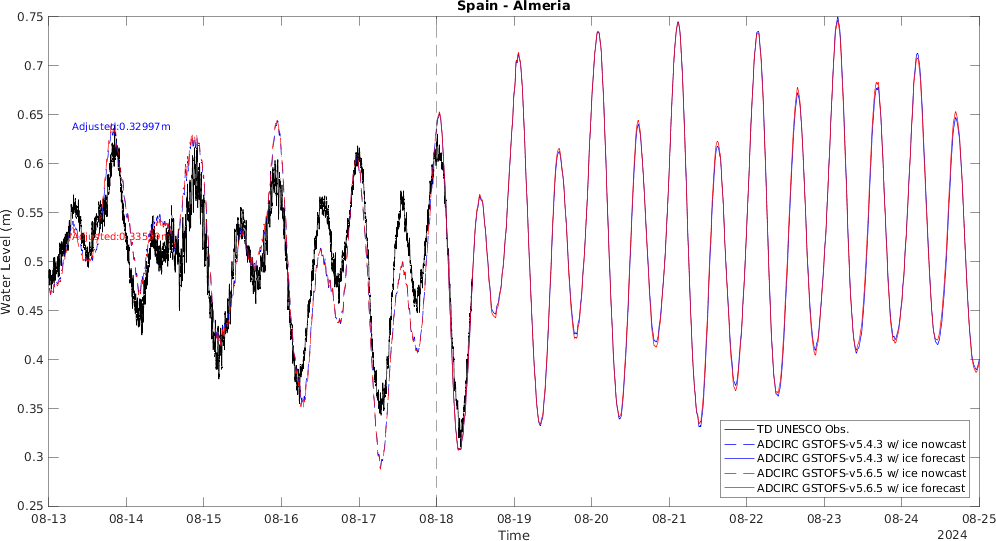 Spain - Almeria
0.75
0.7
0.65
0.6
0.55
0.5
0.45
0.4
0.35
0.3
0.25
Water Level (m)
Adjusted:0.32997m
TD UNESCO Obs.
ADCIRC GSTOFS-v5.4.3 w/ ice nowcast
ADCIRC GSTOFS-v5.4.3 w/ ice forecast
ADCIRC GSTOFS-v5.6.5 w/ ice nowcast
ADCIRC GSTOFS-v5.6.5 w/ ice forecast
08-13 08-14 08-15 08-16 08-17 08-18 08-19 08-20 08-21 08-22 08-23 08-24 08-25
Time
2024